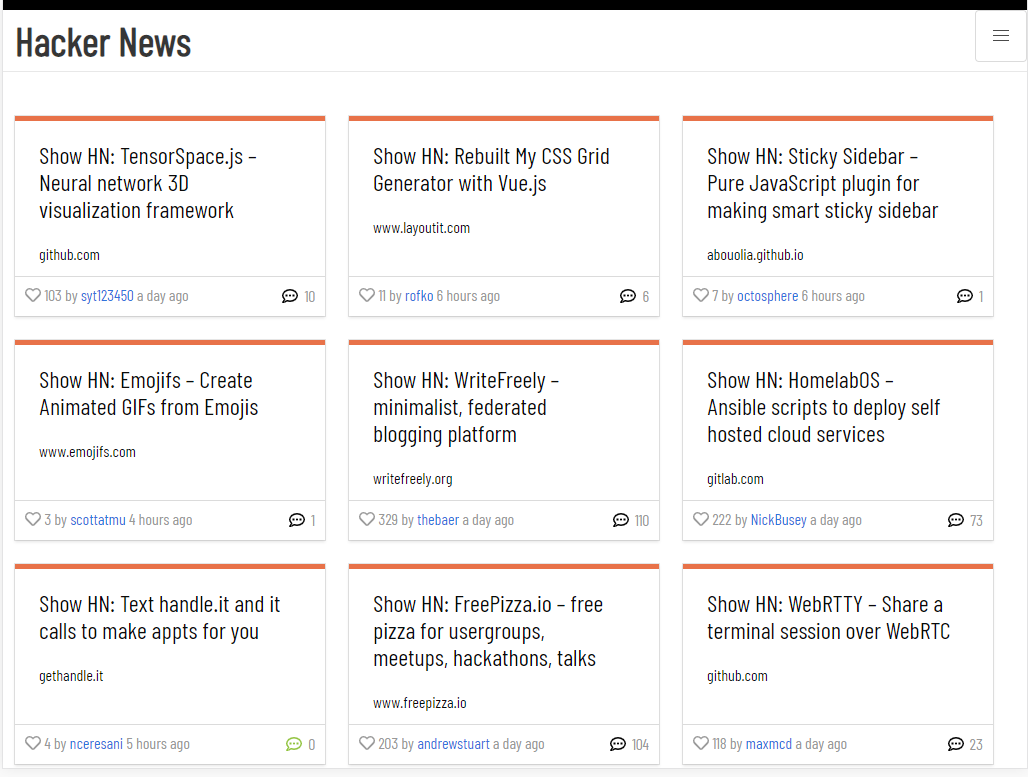 Hacker News
Show HN: TensorSpace.js –
Neural network 3D
visualization framework
github.com
103 by syt123450 a day ago
10
Show HN: Rebuilt My CSS Grid
Generator with Vue.js
www.layoutit.com
11 by rofko 6 hours ago
6
Show HN: Sticky Sidebar –
Pure JavaScript plugin for
making smart sticky sidebar
abouolia.github.io
7 by octosphere 6 hours ago
1
Show HN: Emojifs – Create
Animated GIFs from Emojis
www.emojifs.com
3 by scottatmu 4 hours ago
1
Show HN: WriteFreely –
minimalist, federated
blogging platform
writefreely.org
329 by thebaer a day ago
110
Show HN: HomelabOS –
Ansible scripts to deploy self
hosted cloud services
gitlab.com
222 by NickBusey a day ago
73
Show HN: Text handle.it and it
calls to make appts for you
gethandle.it
4 by nceresani 5 hours ago
0
Show HN: FreePizza.io – free
pizza for usergroups,
meetups, hackathons, talks
www.freepizza.io
203 by andrewstuart a day ago
104
Show HN: WebRTTY – Share a
terminal session over WebRTC
github.com
118 by maxmcd a day ago
23